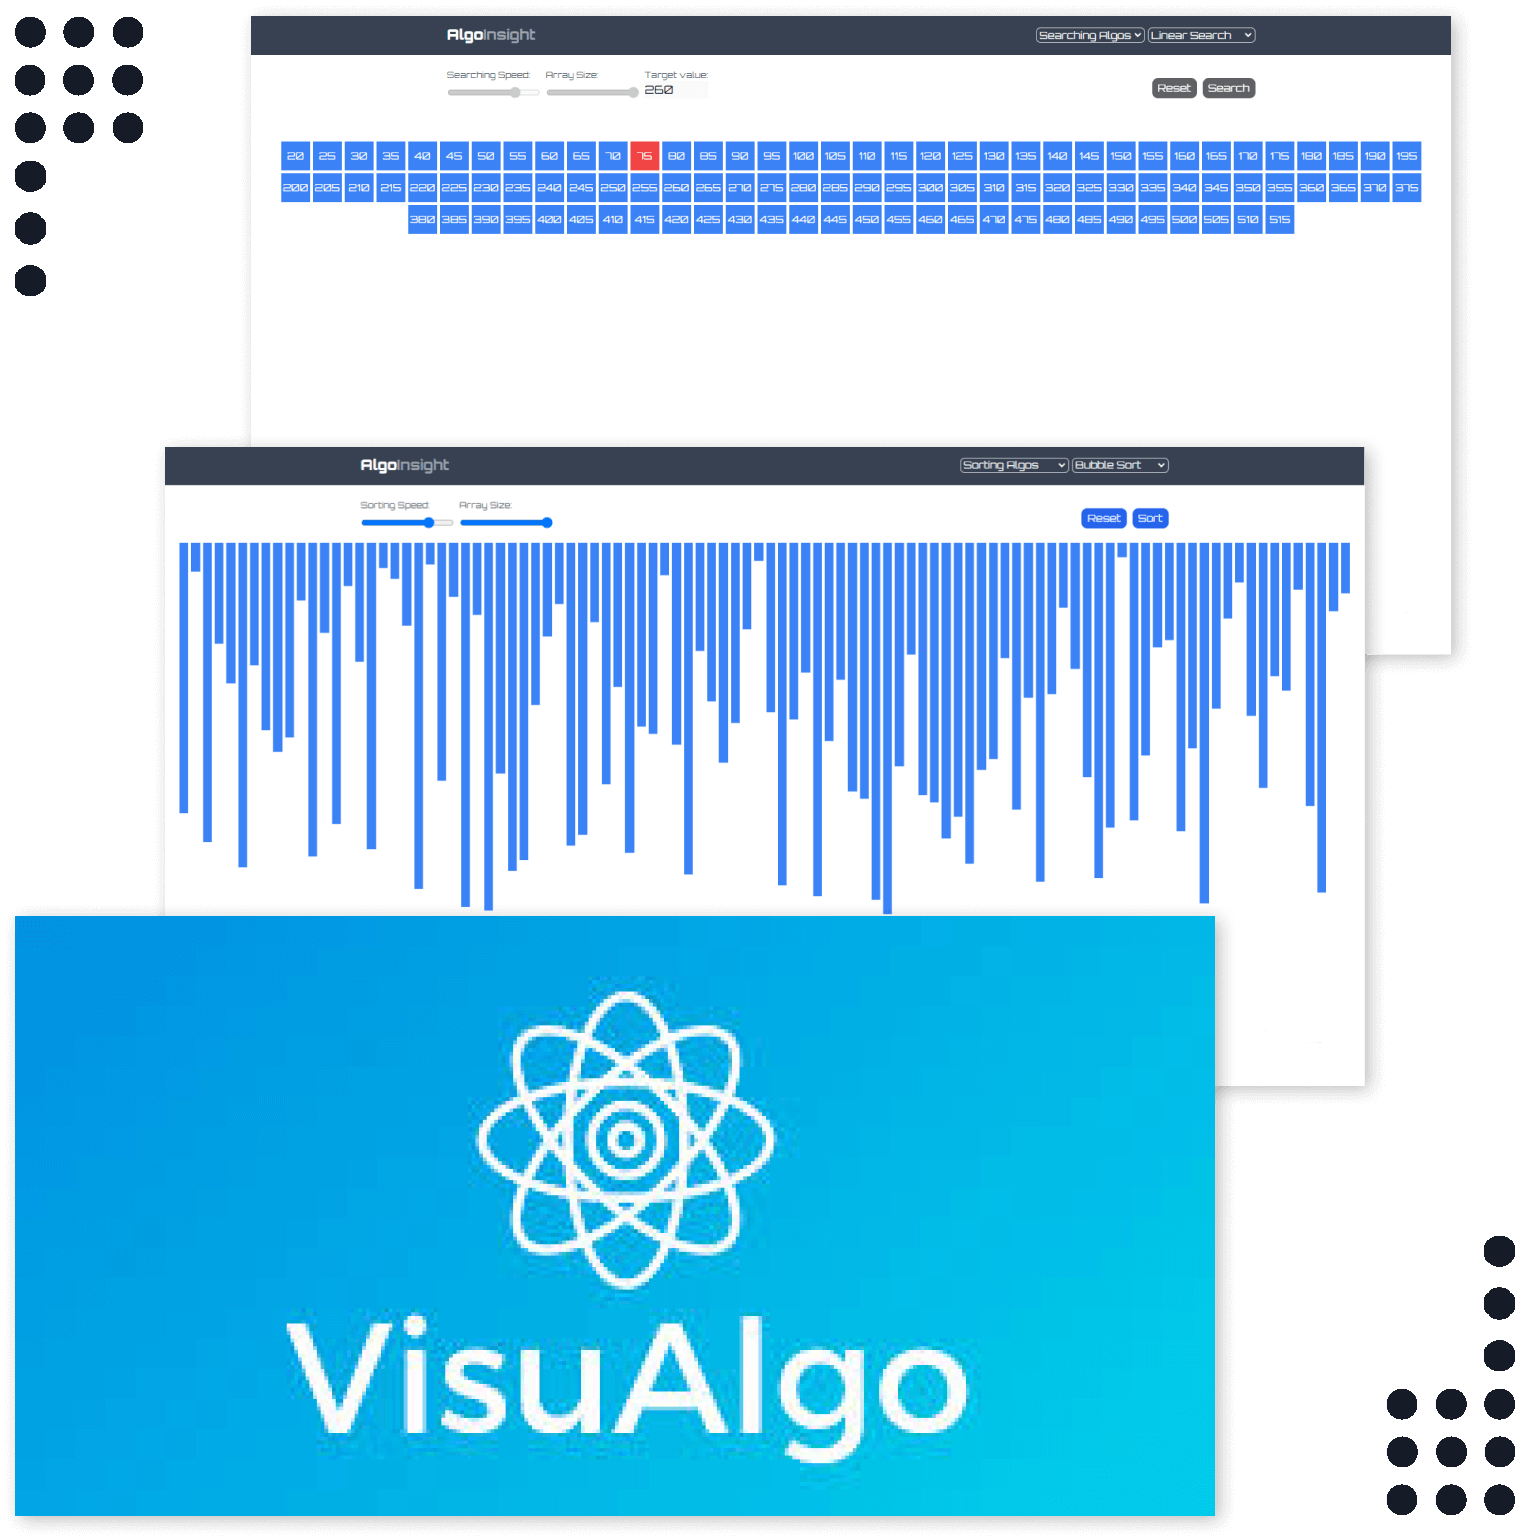 AlgoInsight Searching Algos Linear Search
Searching Speed: Array Size: Target value:
260
Reset Search
20 25 30 35 40 45 50 55 60 65 70 75 80 85 90 95 100 105 110 115 120 125 130 135 140 145 150 155 160 165 170 175 180 185 190 195
200 205 210 215 220 225 230 235 240 245 250 255 260 265 270 275 280 285 290 295 300 305 310 315 320 325 330 335 340 345 350 355 360 365 370 375
380 385 390 395 400 405 410 415 420 425 430 435 440 445 450 455 460 465 470 475 480 485 490 495 500 505 510 515
AlgoInsight Sorting Algos Bubble Sort
Sorting Speed: Array Size:
Reset Sort
VisuAlgo